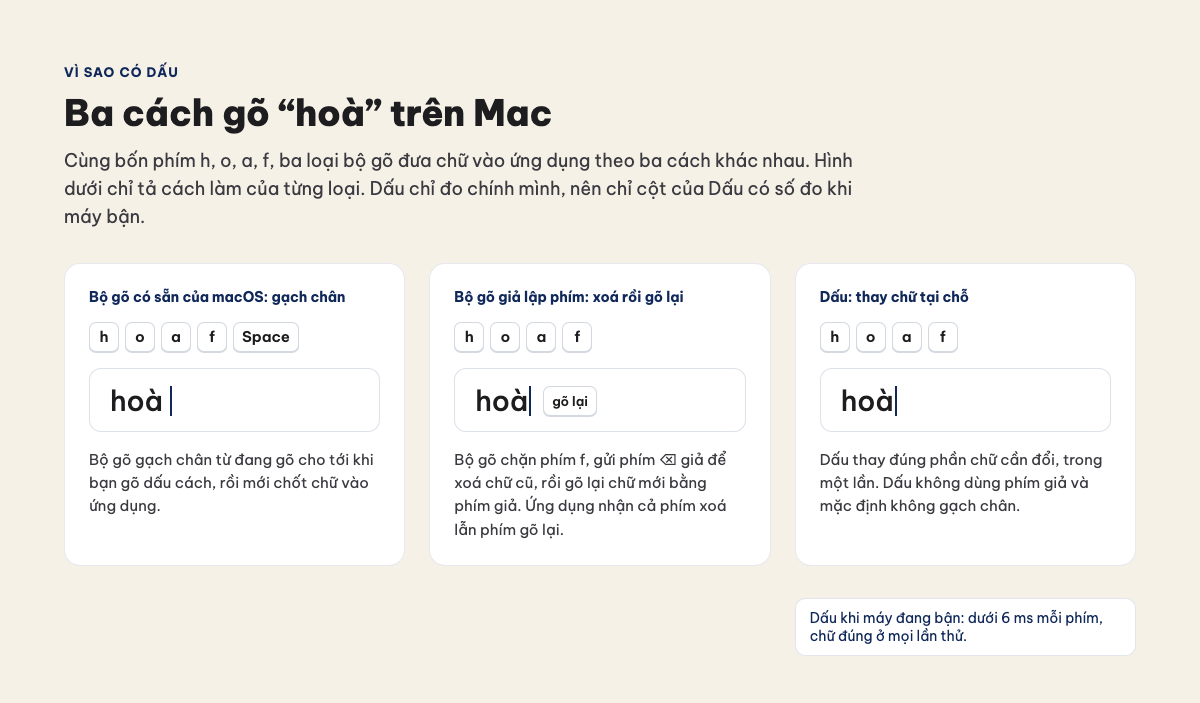 VÌ SAO CÓ DẤU
Ba cách gõ “hoà” trên Mac
Cùng bốn phím h, o, a, f, ba loại bộ gõ đưa chữ vào ứng dụng theo ba cách khác nhau. Hình
dưới chỉ tả cách làm của từng loại. Dấu chỉ đo chính mình, nên chỉ cột của Dấu có số đo khi
máy bận.
Bộ gõ có sẵn của macOS: gạch chân
h o a f Space
hoà
Bộ gõ gạch chân từ đang gõ cho tới khi
bạn gõ dấu cách, rồi mới chốt chữ vào
ứng dụng.
Bộ gõ giả lập phím: xoá rồi gõ lại
h o a f
hoà gõ lại
Bộ gõ chặn phím f, gửi phím ⌫ giả để
xoá chữ cũ, rồi gõ lại chữ mới bằng
phím giả. Ứng dụng nhận cả phím xoá
lẫn phím gõ lại.
Dấu: thay chữ tại chỗ
h o a f
hoà
Dấu thay đúng phần chữ cần đổi, trong
một lần. Dấu không dùng phím giả và
mặc định không gạch chân.
Dấu khi máy đang bận: dưới 6 ms mỗi phím,
chữ đúng ở mọi lần thử.